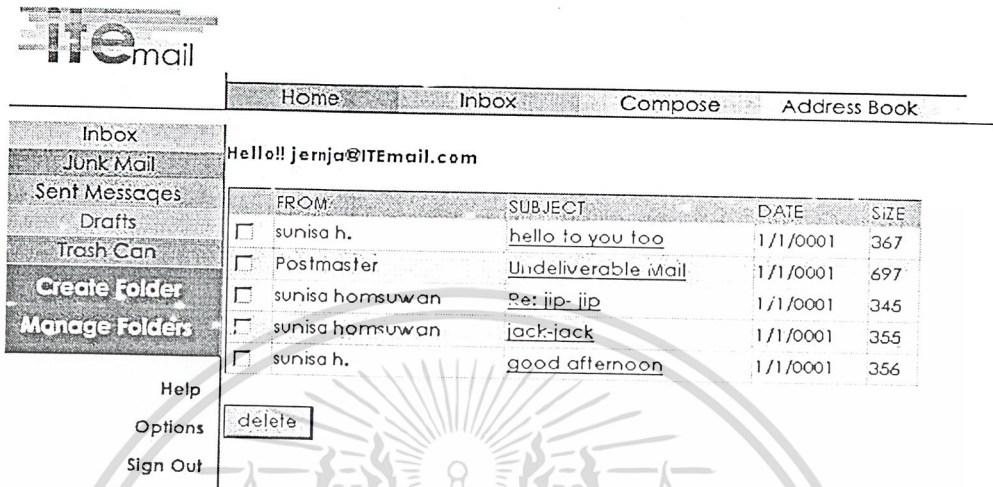 iTEmail
Home Inbox Compose Address Book
Inbox
Junk Mail
Sent Messages
Drafts
Trash Can
Create Folder
Manage Folders
Help
Options
Sign Out
Hello!! jernja@ITEmail.com
FROM: SUBJECT DATE SIZE
sunisa h. hello to you too 1/1/0001 367
Postmaster Undeliverable Mail 1/1/0001 697
sunisa homsuwan Re: jip- jip 1/1/0001 345
sunisa homsuwan jack-jack 1/1/0001 355
sunisa h. good afternoon 1/1/0001 356
delete